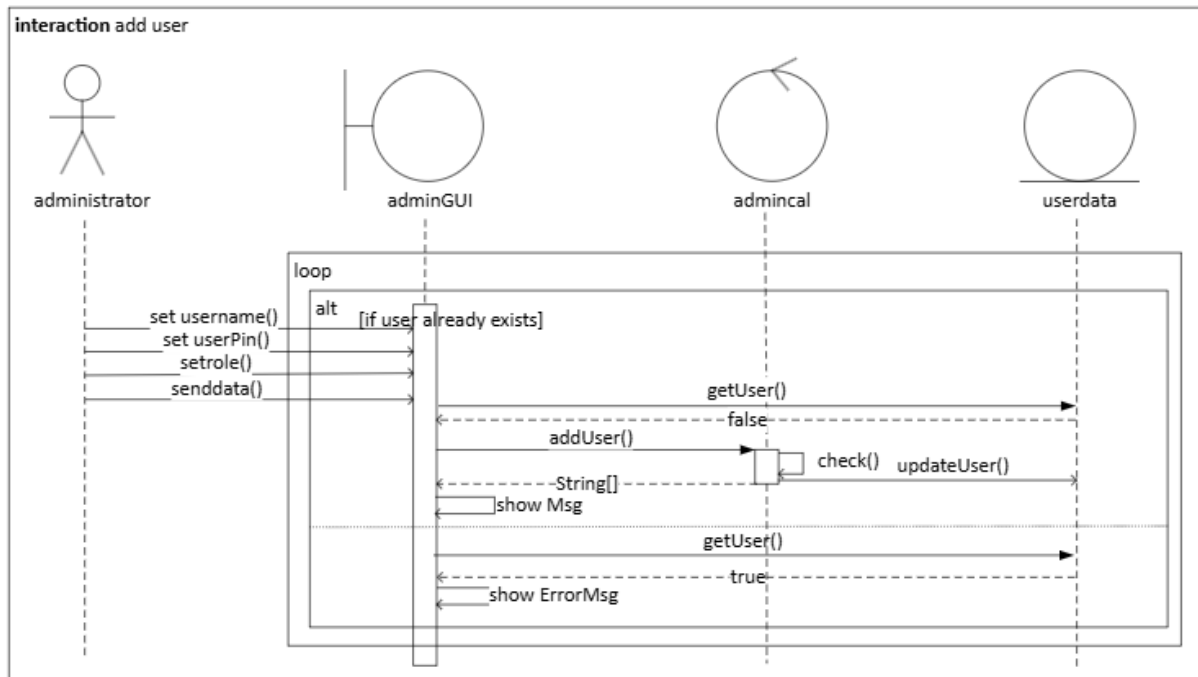 interaction add user
administrator
adminGUI
admincal
userdata
loop
alt
set username()
[if user already exists]
set userPin()
setrole()
senddata()
getUser()
false
addUser()
check()
updateUser()
String[]
show Msg
getUser()
true
show ErrorMsg